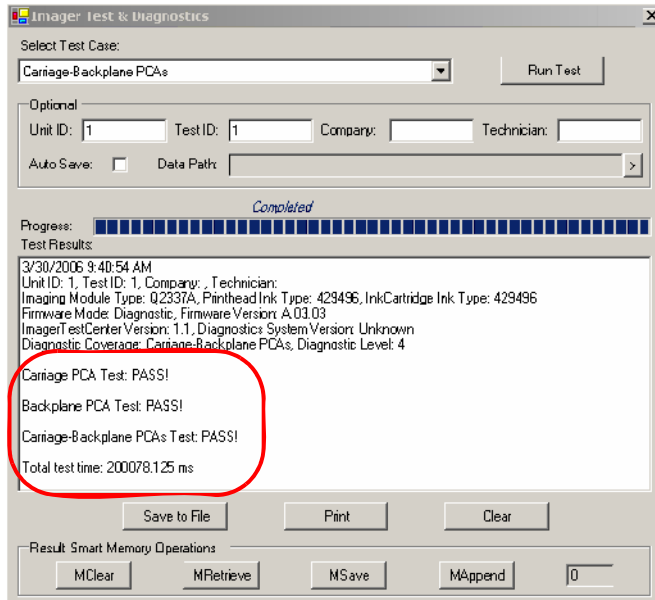 Imager Test & Diagnostics
Select Test Case:
Carriage-Backplane PCAs
Run Test
Optional
Unit ID: 1 Test ID: 1 Company: Technician:
Auto Save: Data Path: >
Completed
Progress:
Test Results:
3/30/2006 9:40:54 AM
Unit ID: 1, Test ID: 1, Company: , Technician:
Imaging Module Type: Q2337A, Printhead Ink Type: 429496, InkCartridge Ink Type: 429496
Firmware Mode: Diagnostic, Firmware Version: A.03.03
ImagerTestCenter Version: 1.1, Diagnostics System Version: Unknown
Diagnostic Coverage: Carriage-Backplane PCAs, Diagnostic Level: 4
Carriage PCA Test: PASS!
Backplane PCA Test: PASS!
Carriage-Backplane PCAs Test: PASS!
Total test time: 200078.125 ms
Save to File Print Clear
Result Smart Memory Operations
MClear MRetrieve MSave MAppend 0